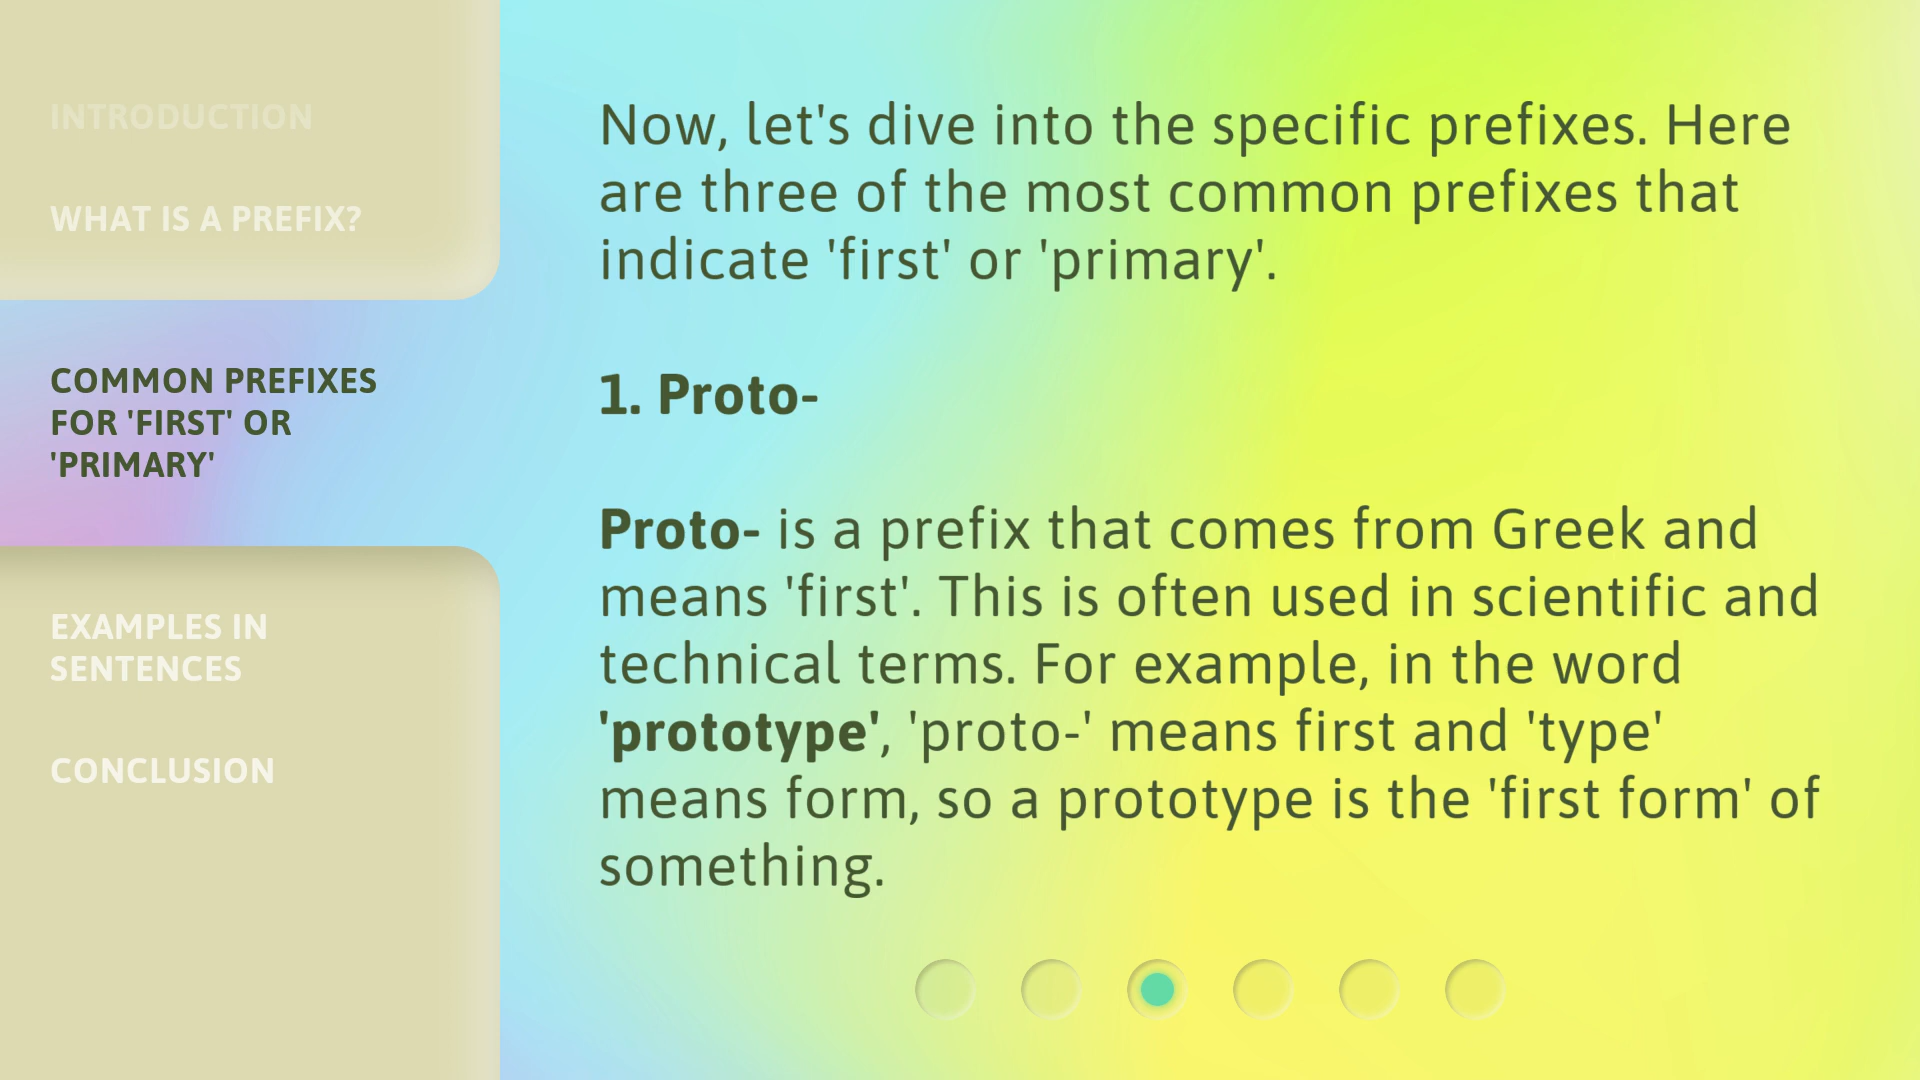 INTRODUCTION
WHAT IS A PREFIX?
COMMON PREFIXES
FOR 'FIRST' OR
'PRIMARY'
EXAMPLES IN
SENTENCES
CONCLUSION
Now, let's dive into the specific prefixes. Here
are three of the most common prefixes that
indicate 'first' or 'primary'.
1. Proto-
Proto- is a prefix that comes from Greek and
means 'first'. This is often used in scientific and
technical terms. For example, in the word
'prototype', 'proto-' means first and 'type'
means form, so a prototype is the 'first form' of
something.